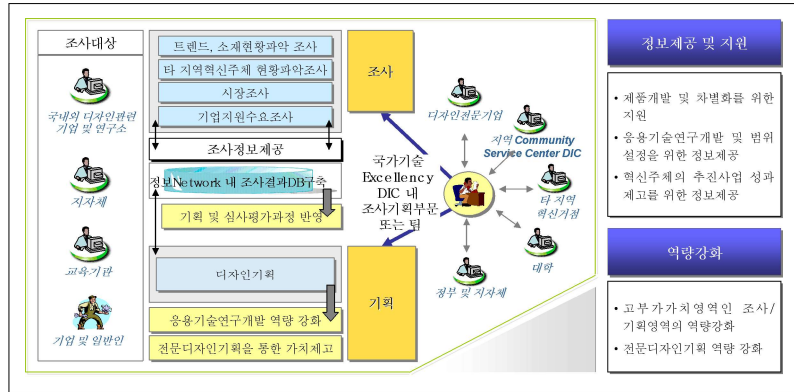 조사대상
국내외 디자인관련
기업 및 연구소
지자체
교육기관
기업 및 일반인
트렌드, 소재현황파악 조사
타 지역혁신주체 현황파악조사
시장조사
기업지원수요조사
조사정보제공
정보Network 내 조사결과DB구축
기획 및 심사평가과정 반영
디자인기획
응용기술연구개발 역량 강화
전문디자인기획을 통한 가치제고
조사
기획
국가기술
Excellency
DIC 내
조사기획부문
또는 팀
디자인전문기업
지역 Community
Service Center DIC
타 지역
혁신거점
대학
정부 및 지자체
정보제공 및 지원
• 제품개발 및 차별화를 위한
지원
• 응용기술연구개발 및 범위
설정을 위한 정보제공
• 혁신주체의 추진사업 성과
제고를 위한 정보제공
역량강화
• 고부가가치영역인 조사/
기획영역의 역량강화
• 전문디자인기획 역량 강화